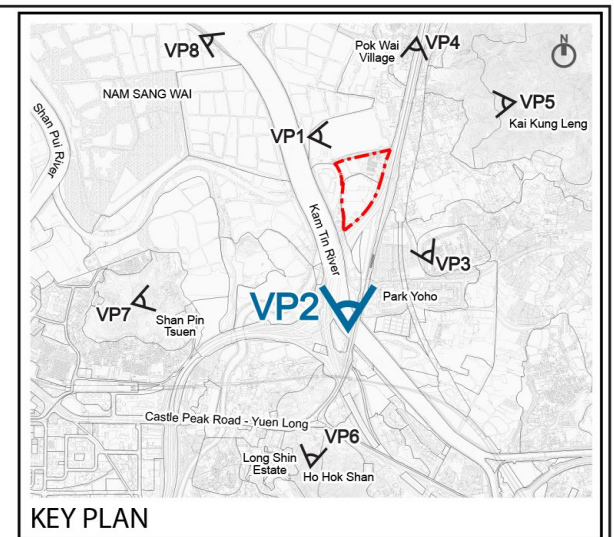 VP8
Pok Wai
Village
VP4
N
NAM SANG WAI
VP5
Kai Kung Leng
Shan Pui River
VP1
Kam Tin River
VP3
VP2
Park Yoho
VP7
Shan Pin
Tsuen
Castle Peak Road - Yuen Long
VP6
Long Shin
Estate
Ho Hok Shan
KEY PLAN